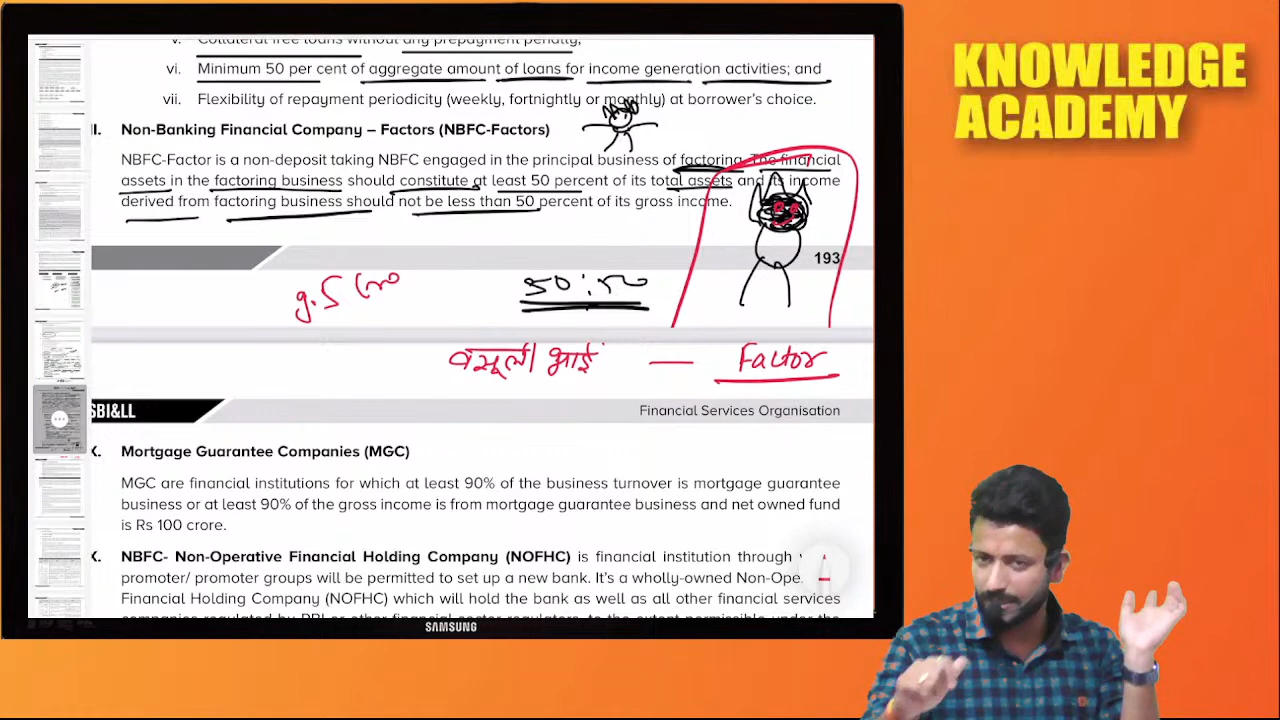 without any prepayment penalty;
vi. Minimum 50 percent of aggregate amount of loans for income generation activities; and
vii. Flexibility of repayment periodicity (weekly, fortnightly or monthly) at borrower's choice.
Non-Banking Financial Company – Factors (NBFC-Factors)
NBFC-Factor is a non-deposit taking NBFC engaged in the principal business of factoring. The financial
assets in the factoring business should constitute at least 50 percent of its total assets and its income
derived from factoring business should not be less than 50 percent of its gross income.
193
वसूली भाई — Factor
SBI&LL
Financial Services Organisation
X. Mortgage Guarantee Companies (MGC)
MGC are financial institutions for which at least 90% of the business turnover is mortgage guarantee
business or at least 90% of the gross income is from mortgage guarantee business and net owned fund
is Rs 100 crore.
X. NBFC- Non-Operative Financial Holding Company (NOFHC) is financial institution through
promoter/ promoter groups will be permitted to set up a new bank. It's a wholly-owned Non-Operative
Financial Holding Company (NOFHC) which will hold the bank as well as all other financial services
KNOWLEDGE
ACADEMY
SAMSUNG